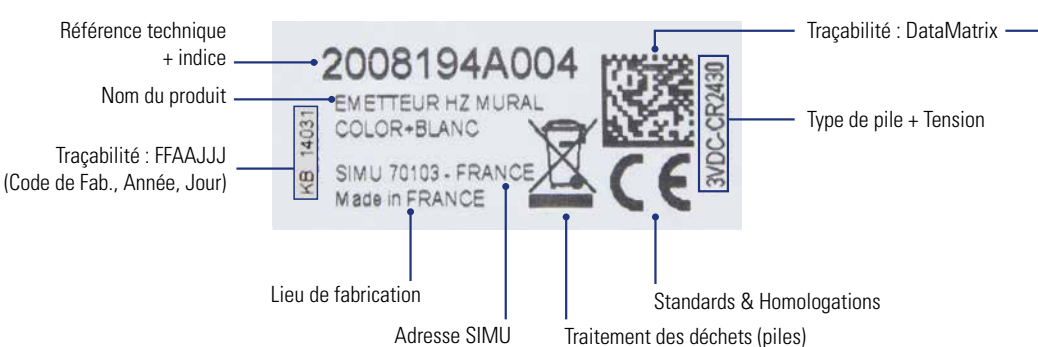 Référence technique
+ indice
Nom du produit
Traçabilité : FFAAJJJ
(Code de Fab., Année, Jour)
2008194A004
EMETTEUR HZ MURAL
COLOR+BLANC
SIMU 70103 - FRANCE
Made in FRANCE
KB 14031
3VDC-CR2430
CE
Traçabilité : DataMatrix
Type de pile + Tension
Lieu de fabrication
Adresse SIMU
Traitement des déchets (piles)
Standards & Homologations